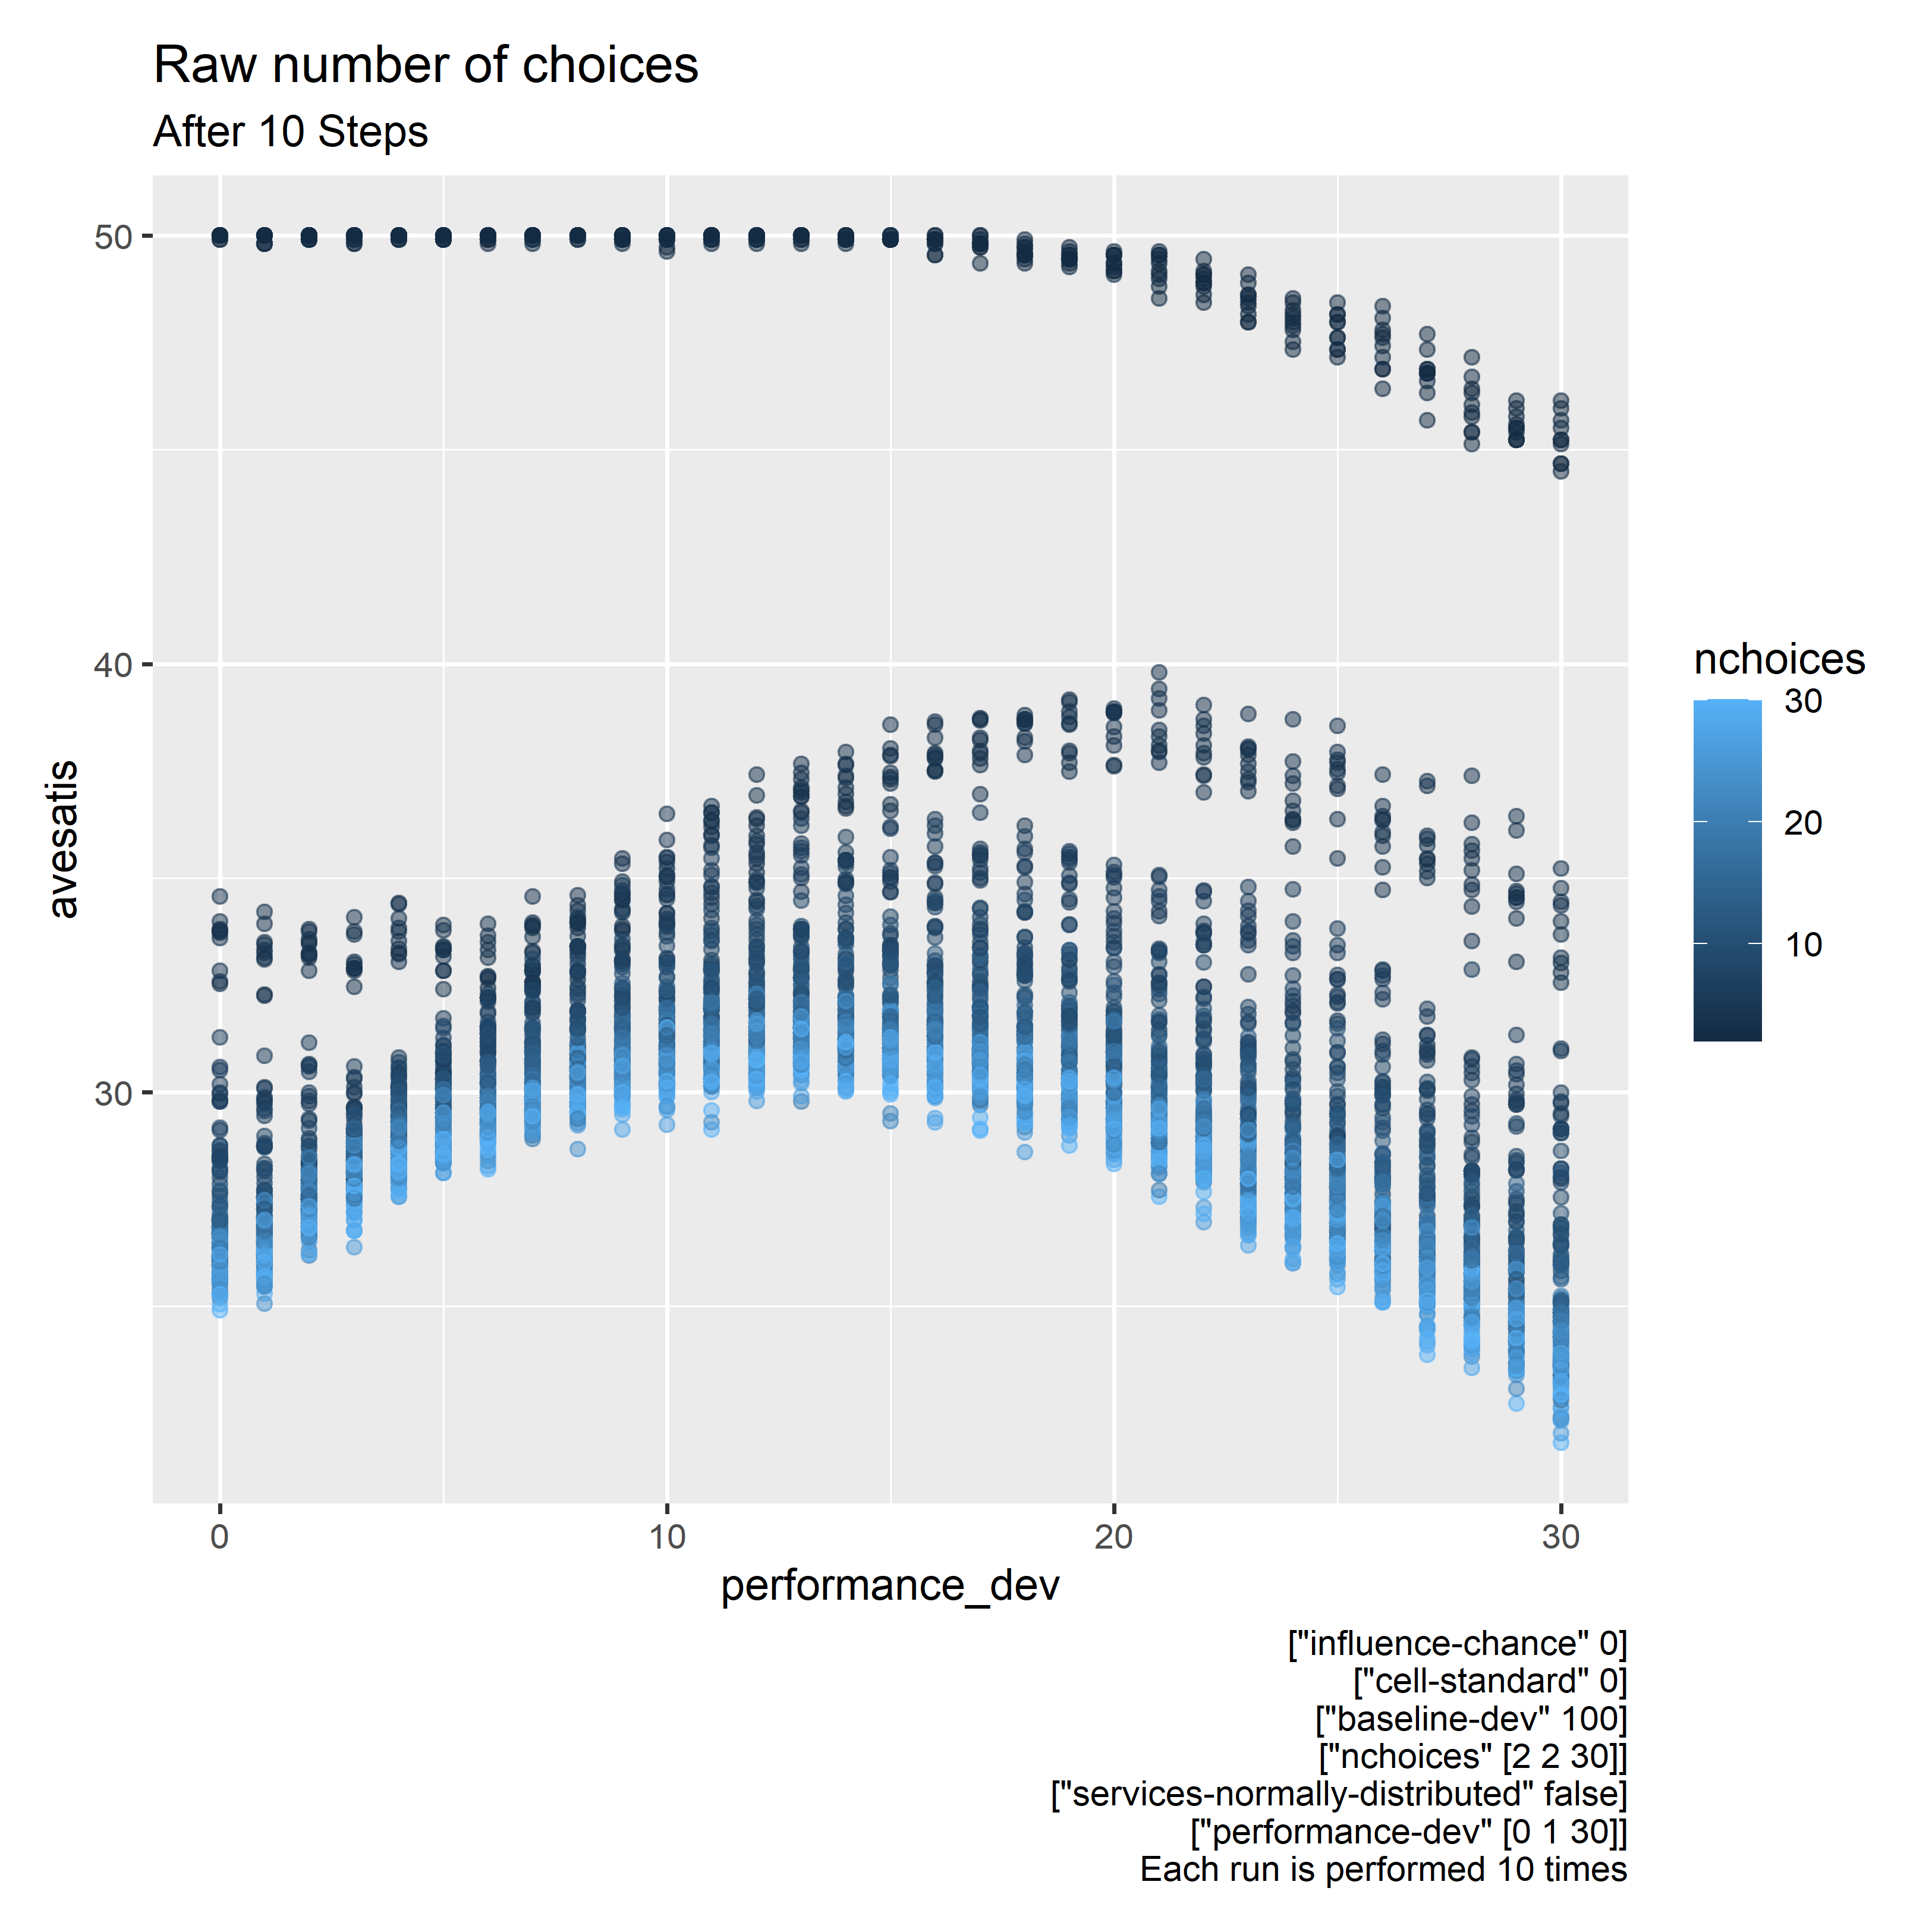 Raw number of choices
After 10 Steps
50
40
30
avesatis
0
10
20
30
performance_dev
nchoices
30
20
10
["influence-chance" 0]
["cell-standard" 0]
["baseline-dev" 100]
["nchoices" [2 2 30]]
["services-normally-distributed" false]
["performance-dev" [0 1 30]]
Each run is performed 10 times